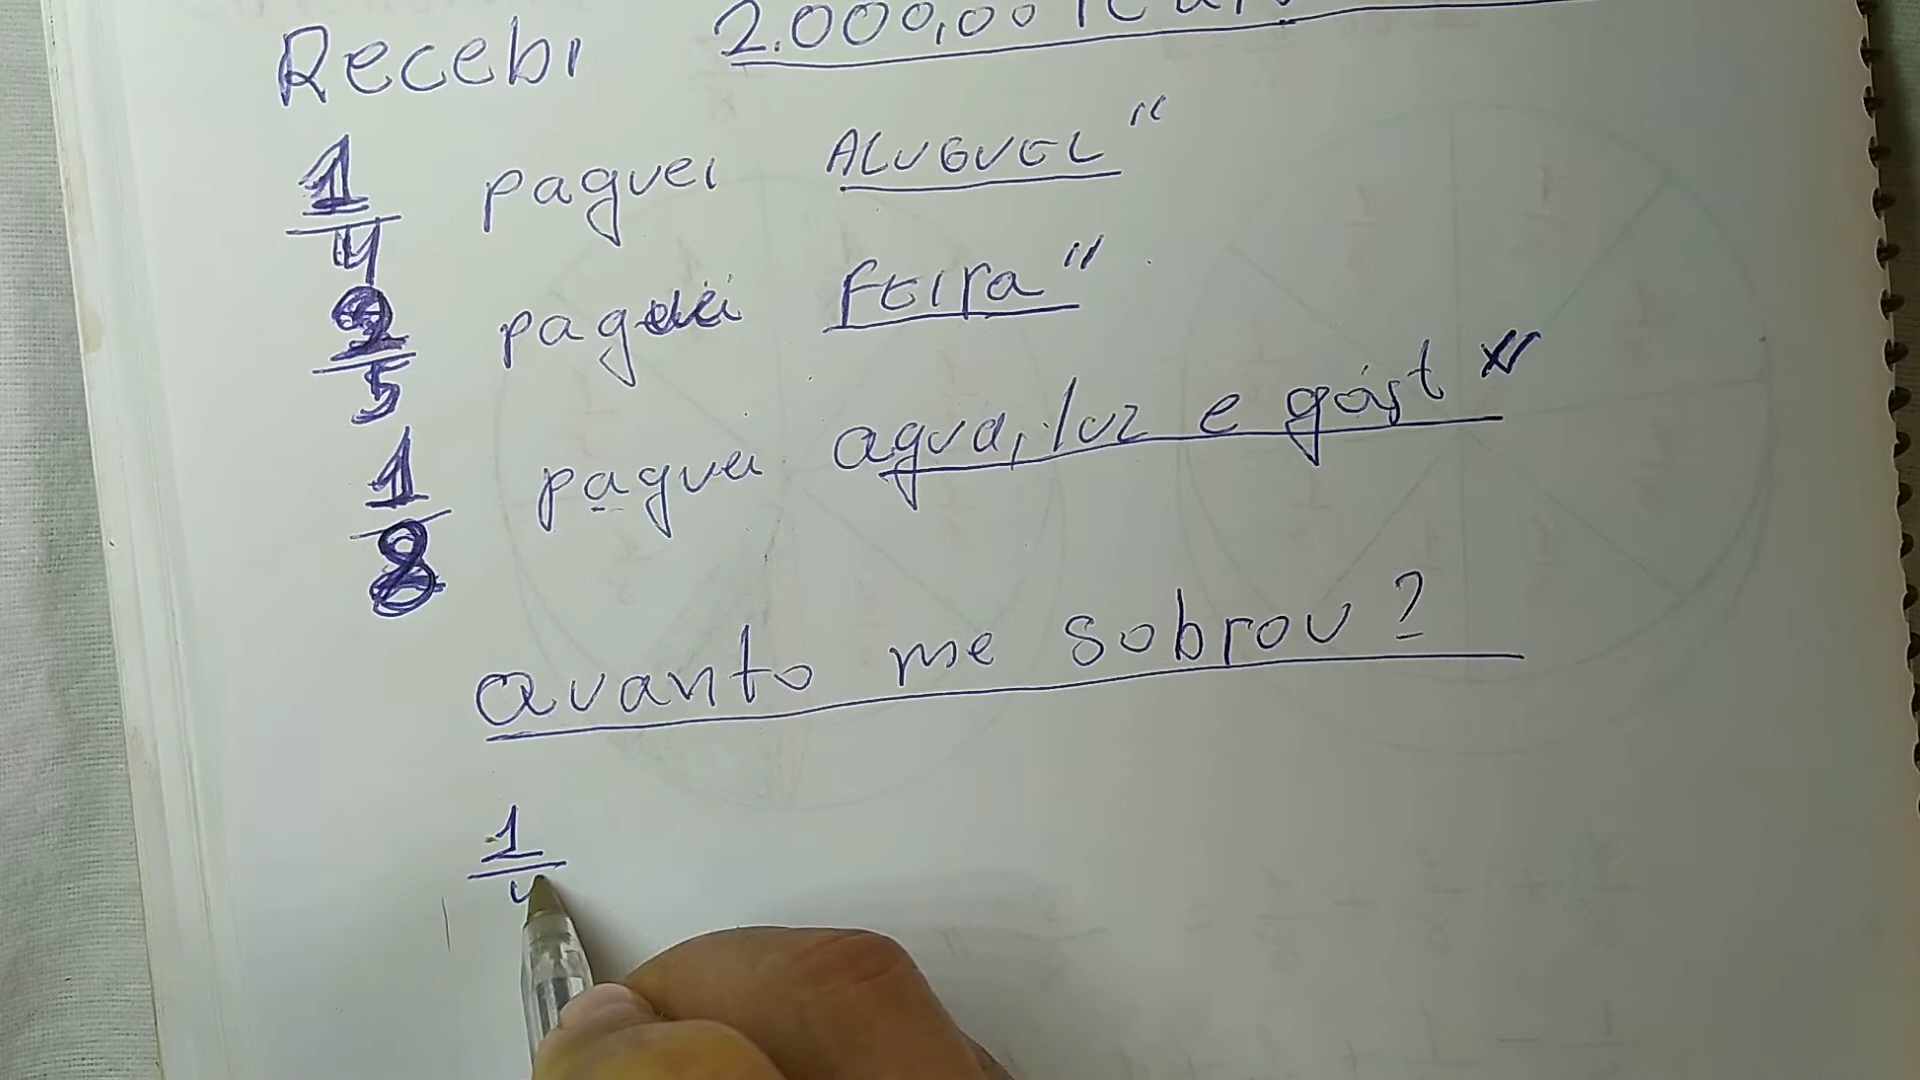 Recebi 2.000,00
1/4 paguei ALUGUEL"
2/5 paguei FEira"
1/8 paguei agua, luz e gást "
Quanto me sobrou?
1/4